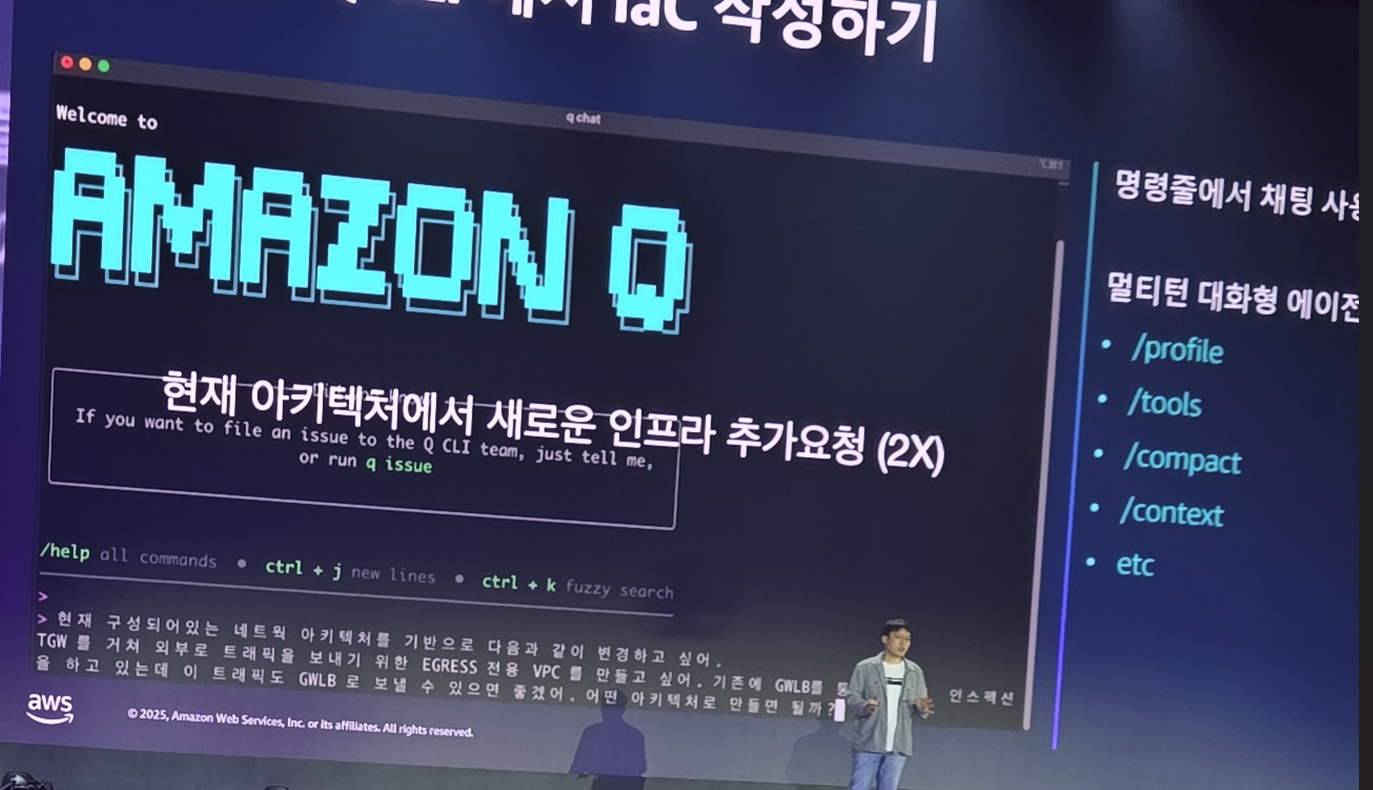 에서 IaC 작성하기
q chat
Welcome to
AMAZON Q
현재 아키텍처에서 새로운 인프라 추가요청 (2X)
If you want to file an issue to the Q CLI team, just tell me,
or run q issue
/help all commands • ctrl + j new lines • ctrl + k fuzzy search
>
> 현재 구성되어있는 네트웍 아키텍처를 기반으로 다음과 같이 변경하고 싶어.
TGW 를 거쳐 외부로 트래픽을 보내기 위한 EGRESS 전용 VPC 를 만들고 싶어. 기존에 GWLB를 인스펙션
을 하고 있는데 이 트래픽도 GWLB 로 보낼 수 있으면 좋겠어. 어떤 아키텍처로 만들면 될까?
명령줄에서 채팅
멀티턴 대화형
• /profile
• /tools
• /compact
• /context
• etc
aws
© 2025, Amazon Web Services, Inc. or its affiliates. All rights reserved.